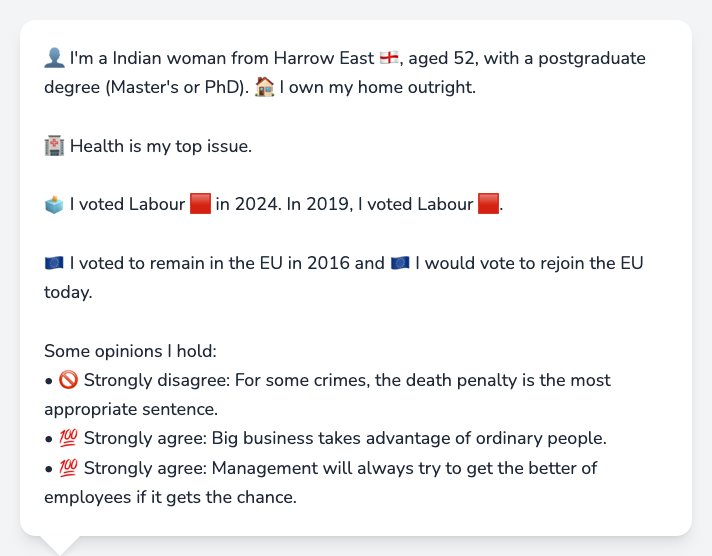 👤 I'm a Indian woman from Harrow East 🏴󠁧󠁢󠁥󠁮󠁧󠁿, aged 52, with a postgraduate
degree (Master's or PhD). 🏠 I own my home outright.
🏥 Health is my top issue.
🗳️ I voted Labour 🟥 in 2024. In 2019, I voted Labour 🟥.
🇪🇺 I voted to remain in the EU in 2016 and 🇪🇺 I would vote to rejoin the EU
today.
Some opinions I hold:
• 🚫 Strongly disagree: For some crimes, the death penalty is the most
appropriate sentence.
• 💯 Strongly agree: Big business takes advantage of ordinary people.
• 💯 Strongly agree: Management will always try to get the better of
employees if it gets the chance.